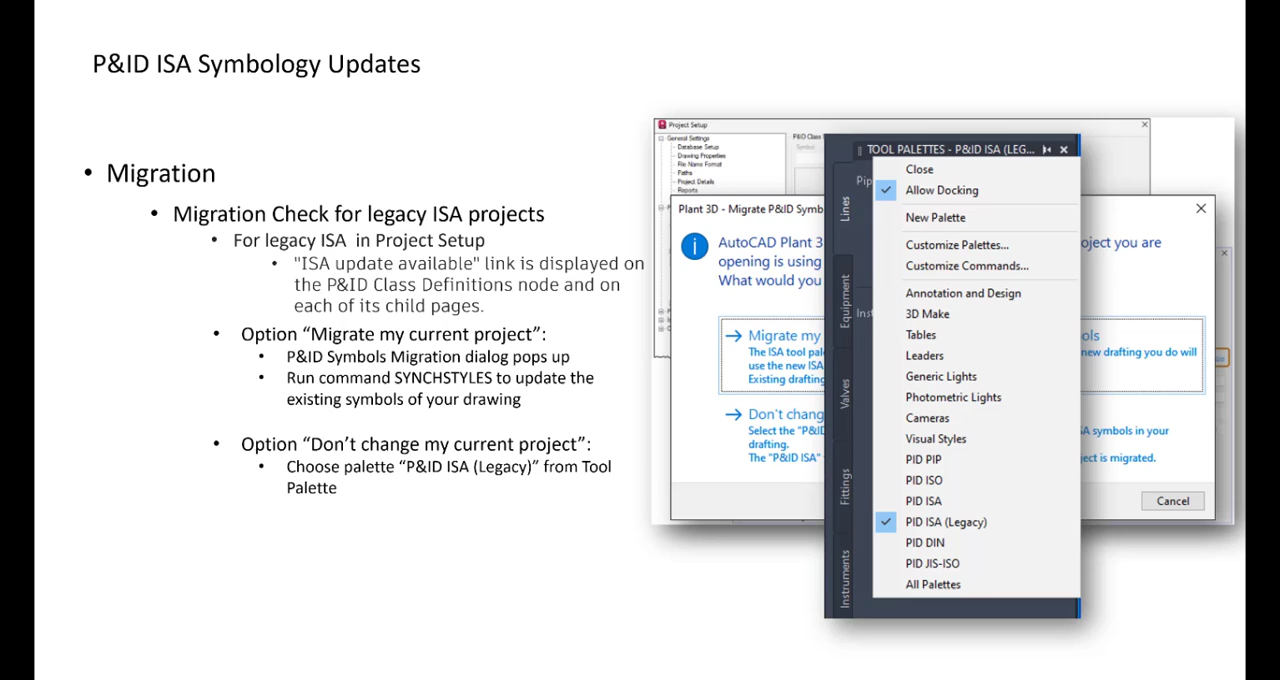 P&ID ISA Symbology Updates
• Migration
• Migration Check for legacy ISA projects
• For legacy ISA in Project Setup
• "ISA update available" link is displayed on
the P&ID Class Definitions node and on
each of its child pages.
• Option “Migrate my current project”:
• P&ID Symbols Migration dialog pops up
• Run command SYNCHSTYLES to update the
existing symbols of your drawing
• Option “Don’t change my current project”:
• Choose palette “P&ID ISA (Legacy)” from Tool
Palette
Project Setup
General Settings
Database Setup
Drawing Properties
File Name Format
Paths
Project Details
Reports
P&ID Class
Symbol
Plant 3D - Migrate P&ID Symb
AutoCAD Plant 3
oject you are
opening is using
What would you
Migrate my
ols
The ISA tool pal
new drafting you do will
use the new ISA
Existing drafting
Don't chang
Select the "P&ID
SA symbols in your
drafting.
The "P&ID ISA"
ject is migrated.
Cancel
TOOL PALETTES - P&ID ISA (LEG...
Pip
Ins
Lines
Equipment
Valves
Fittings
Instruments
Close
Allow Docking
New Palette
Customize Palettes...
Customize Commands...
Annotation and Design
3D Make
Tables
Leaders
Generic Lights
Photometric Lights
Cameras
Visual Styles
PID PIP
PID ISO
PID ISA
PID ISA (Legacy)
PID DIN
PID JIS-ISO
All Palettes